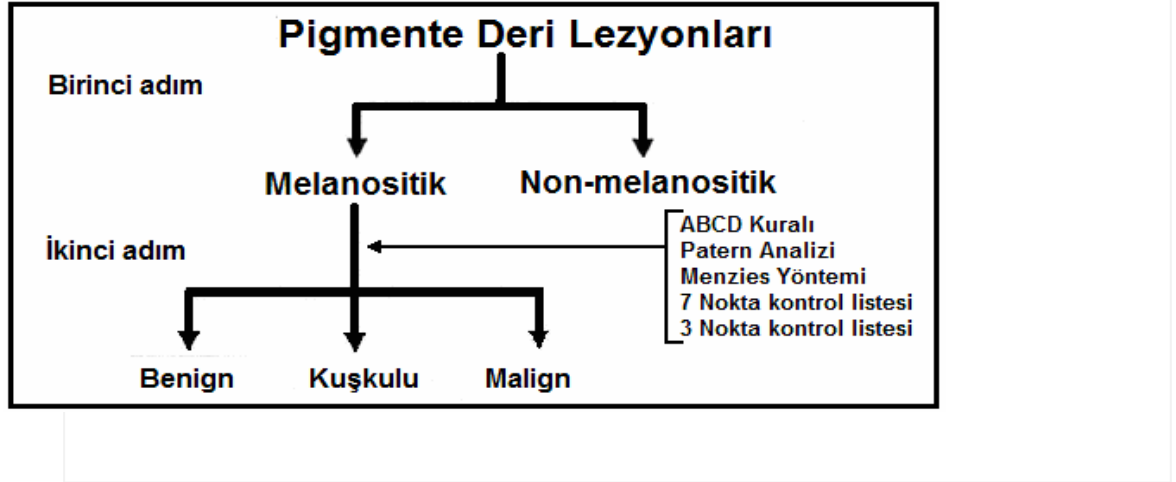 Pigmente Deri Lezyonları
Birinci adım
Melanositik
Non-melanositik
İkinci adım
ABCD Kuralı
Patern Analizi
Menzies Yöntemi
7 Nokta kontrol listesi
3 Nokta kontrol listesi
Benign
Kuşkulu
Malign